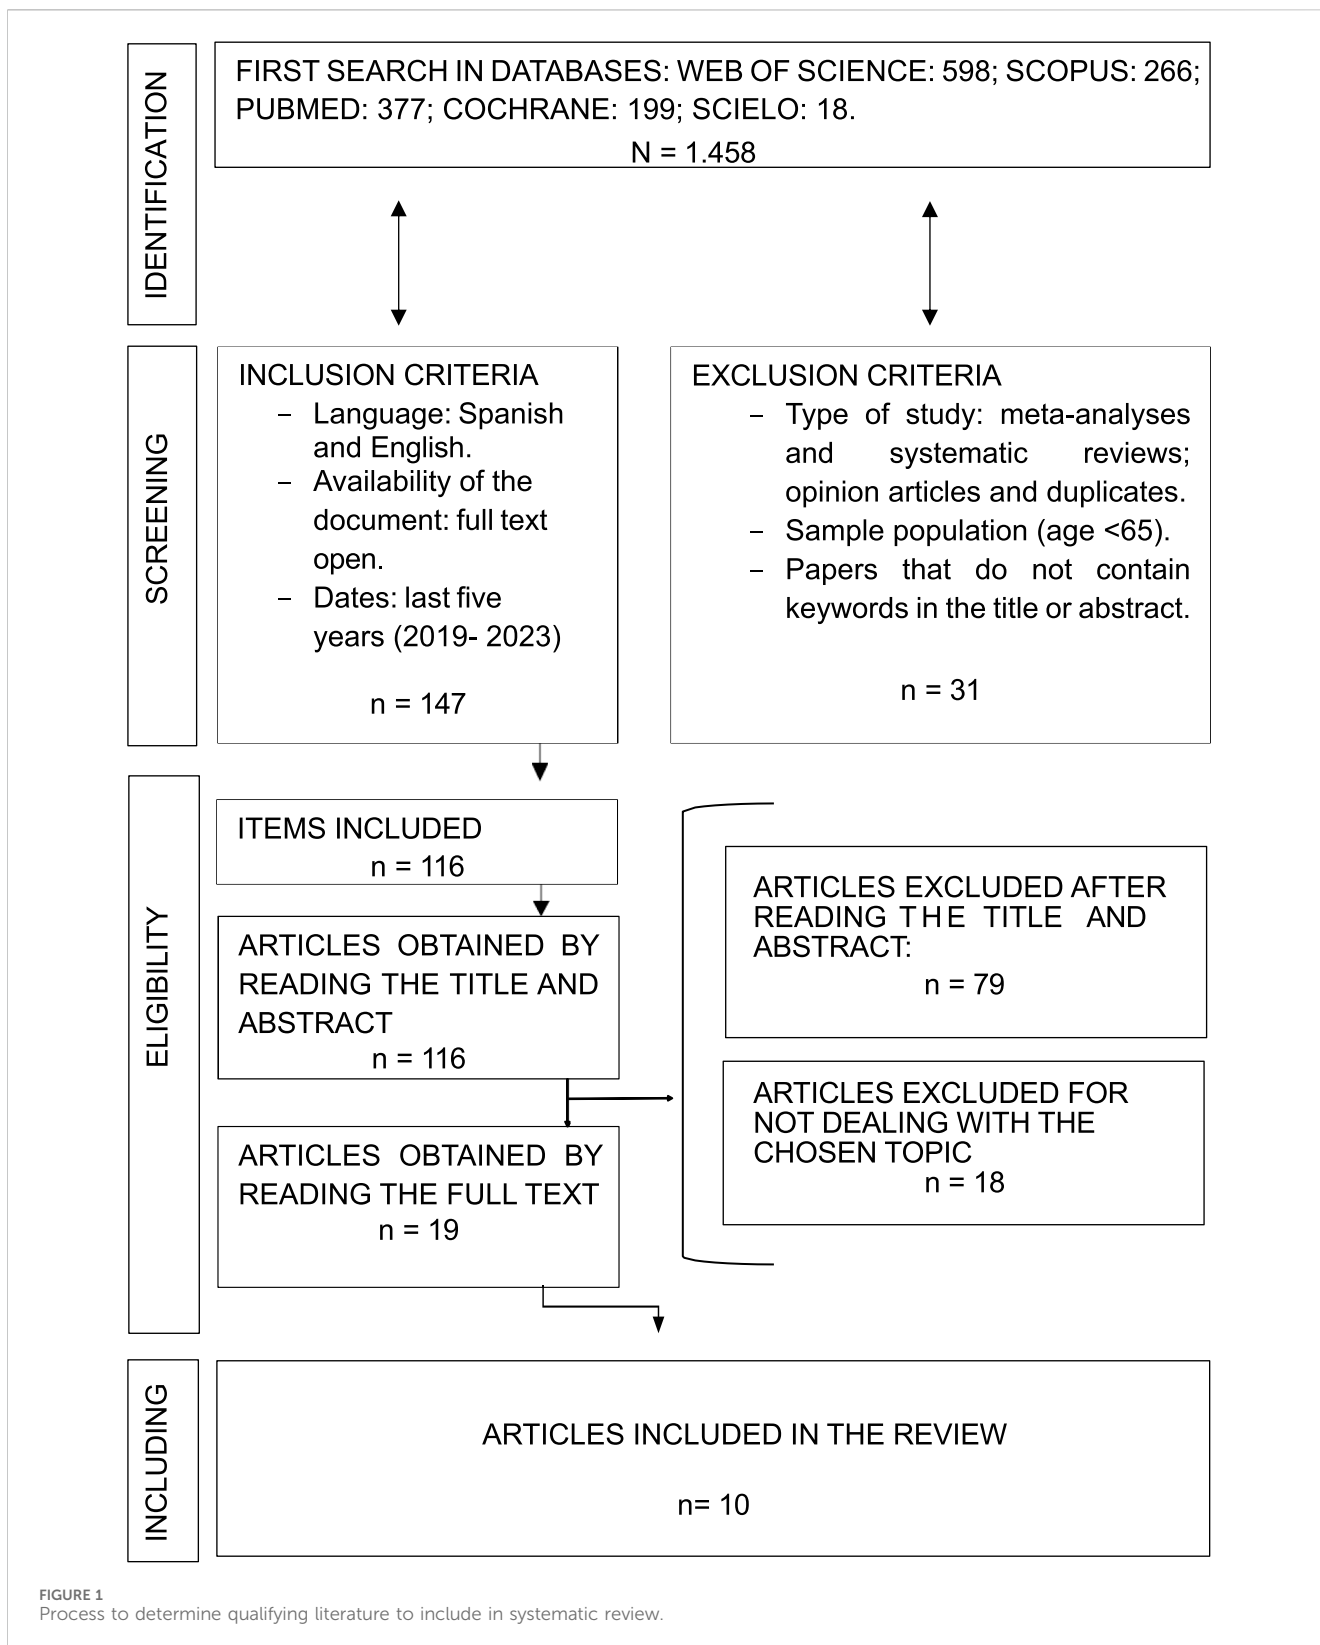 IDENTIFICATION
FIRST SEARCH IN DATABASES: WEB OF SCIENCE: 598; SCOPUS: 266;
PUBMED: 377; COCHRANE: 199; SCIELO: 18.
N = 1.458
SCREENING
INCLUSION CRITERIA
– Language: Spanish
and English.
– Availability of the
document: full text
open.
– Dates: last five
years (2019- 2023)
n = 147
EXCLUSION CRITERIA
– Type of study: meta-analyses
and systematic reviews;
opinion articles and duplicates.
– Sample population (age <65).
– Papers that do not contain
keywords in the title or abstract.
n = 31
ELIGIBILITY
ITEMS INCLUDED
n = 116
ARTICLES OBTAINED BY
READING THE TITLE AND
ABSTRACT
n = 116
ARTICLES OBTAINED BY
READING THE FULL TEXT
n = 19
ARTICLES EXCLUDED AFTER
READING THE TITLE AND
ABSTRACT:
n = 79
ARTICLES EXCLUDED FOR
NOT DEALING WITH THE
CHOSEN TOPIC
n = 18
INCLUDING
ARTICLES INCLUDED IN THE REVIEW
n= 10
FIGURE 1
Process to determine qualifying literature to include in systematic review.